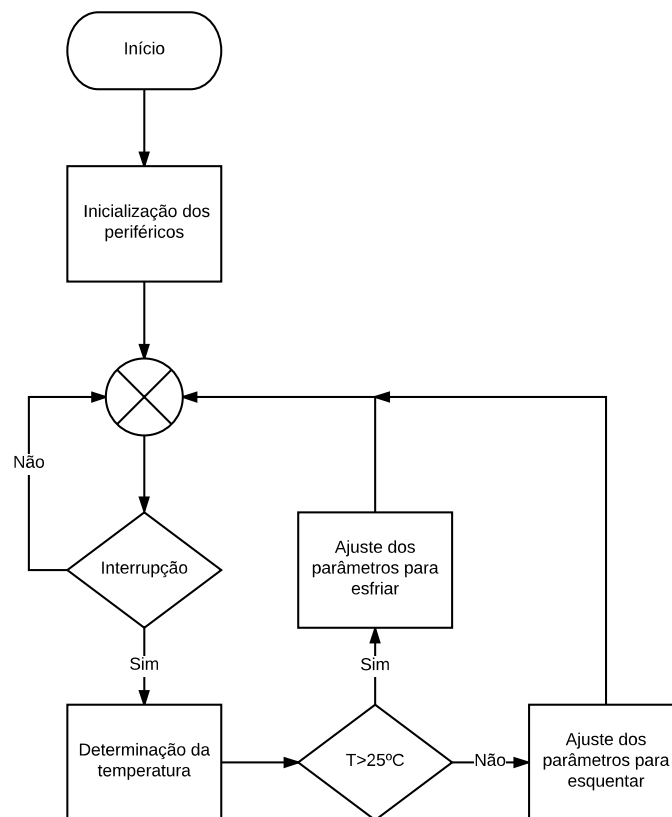 Início
Inicialização dos
periféricos
Não
Interrupção
Sim
Determinação da
temperatura
T>25ºC
Sim
Ajuste dos
parâmetros para
esfriar
Não
Ajuste dos
parâmetros para
esquentar